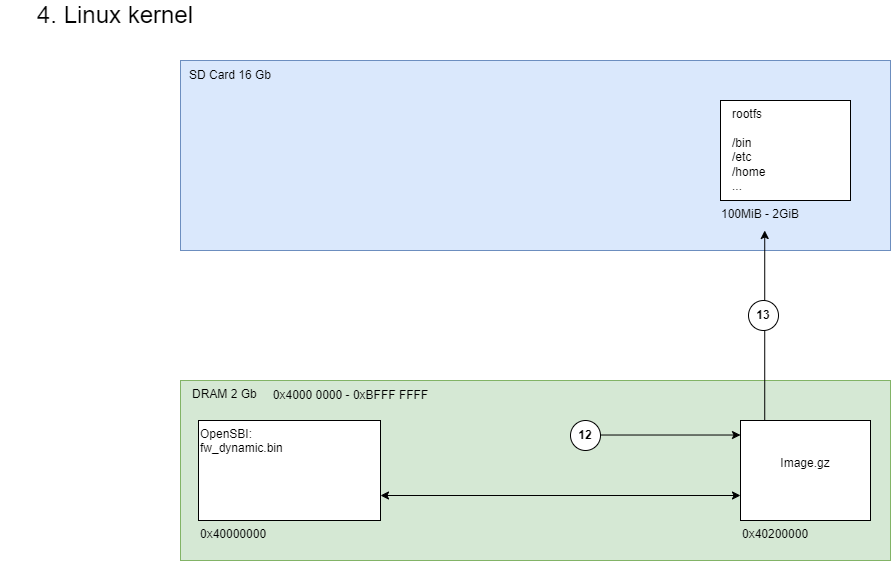 4. Linux kernel
SD Card 16 Gb
rootfs
/bin
/etc
/home
...
100MiB - 2GiB
13
DRAM 2 Gb 0x4000 0000 - 0xBFFF FFFF
OpenSBI:
fw_dynamic.bin
12
Image.gz
0x40000000
0x40200000